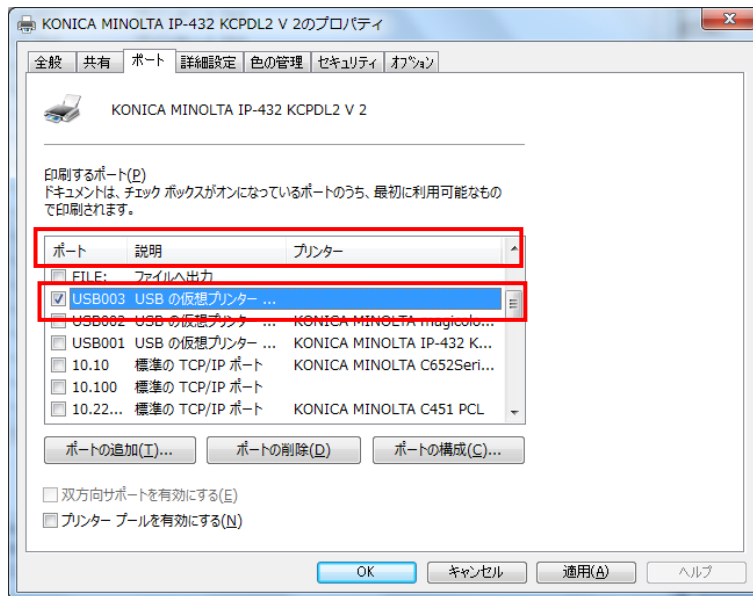 KONICA MINOLTA IP-432 KCPDL2 V 2のプロパティ
全般 共有 ポート 詳細設定 色の管理 セキュリティ オプション
KONICA MINOLTA IP-432 KCPDL2 V 2
印刷するポート(P)
ドキュメントは、チェック ボックスがオンになっているポートのうち、最初に利用可能なもの
で印刷されます。
ポート 説明 プリンター
FILE: ファイルへ出力
USB003 USB の仮想プリンター ...
USB002 USB の仮想プリンター ... KONICA MINOLTA magicolo...
USB001 USB の仮想プリンター ... KONICA MINOLTA IP-432 K...
10.10 標準の TCP/IP ポート KONICA MINOLTA C652Seri...
10.100 標準の TCP/IP ポート
10.22... 標準の TCP/IP ポート KONICA MINOLTA C451 PCL
ポートの追加(T)... ポートの削除(D) ポートの構成(C)...
双方向サポートを有効にする(E)
プリンター プールを有効にする(N)
OK キャンセル 適用(A) ヘルプ